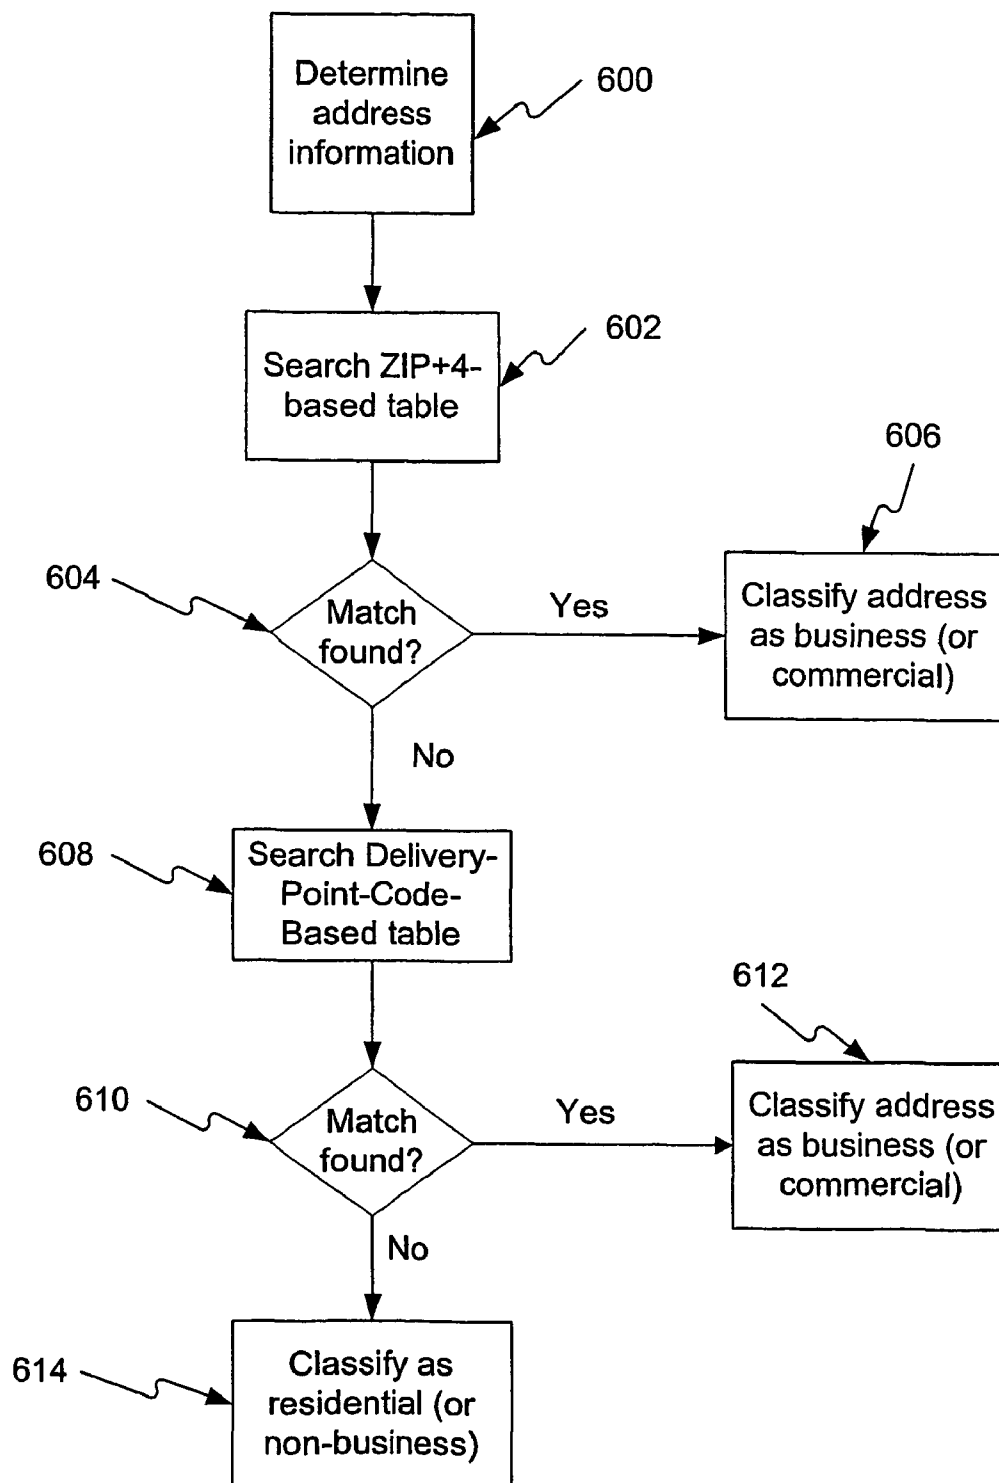 Determine
address
information
600
Search ZIP+4-
based table
602
604
Match
found?
Yes
606
Classify address
as business (or
commercial)
No
608
Search Delivery-
Point-Code-
Based table
610
Match
found?
Yes
612
Classify address
as business (or
commercial)
No
614
Classify as
residential (or
non-business)